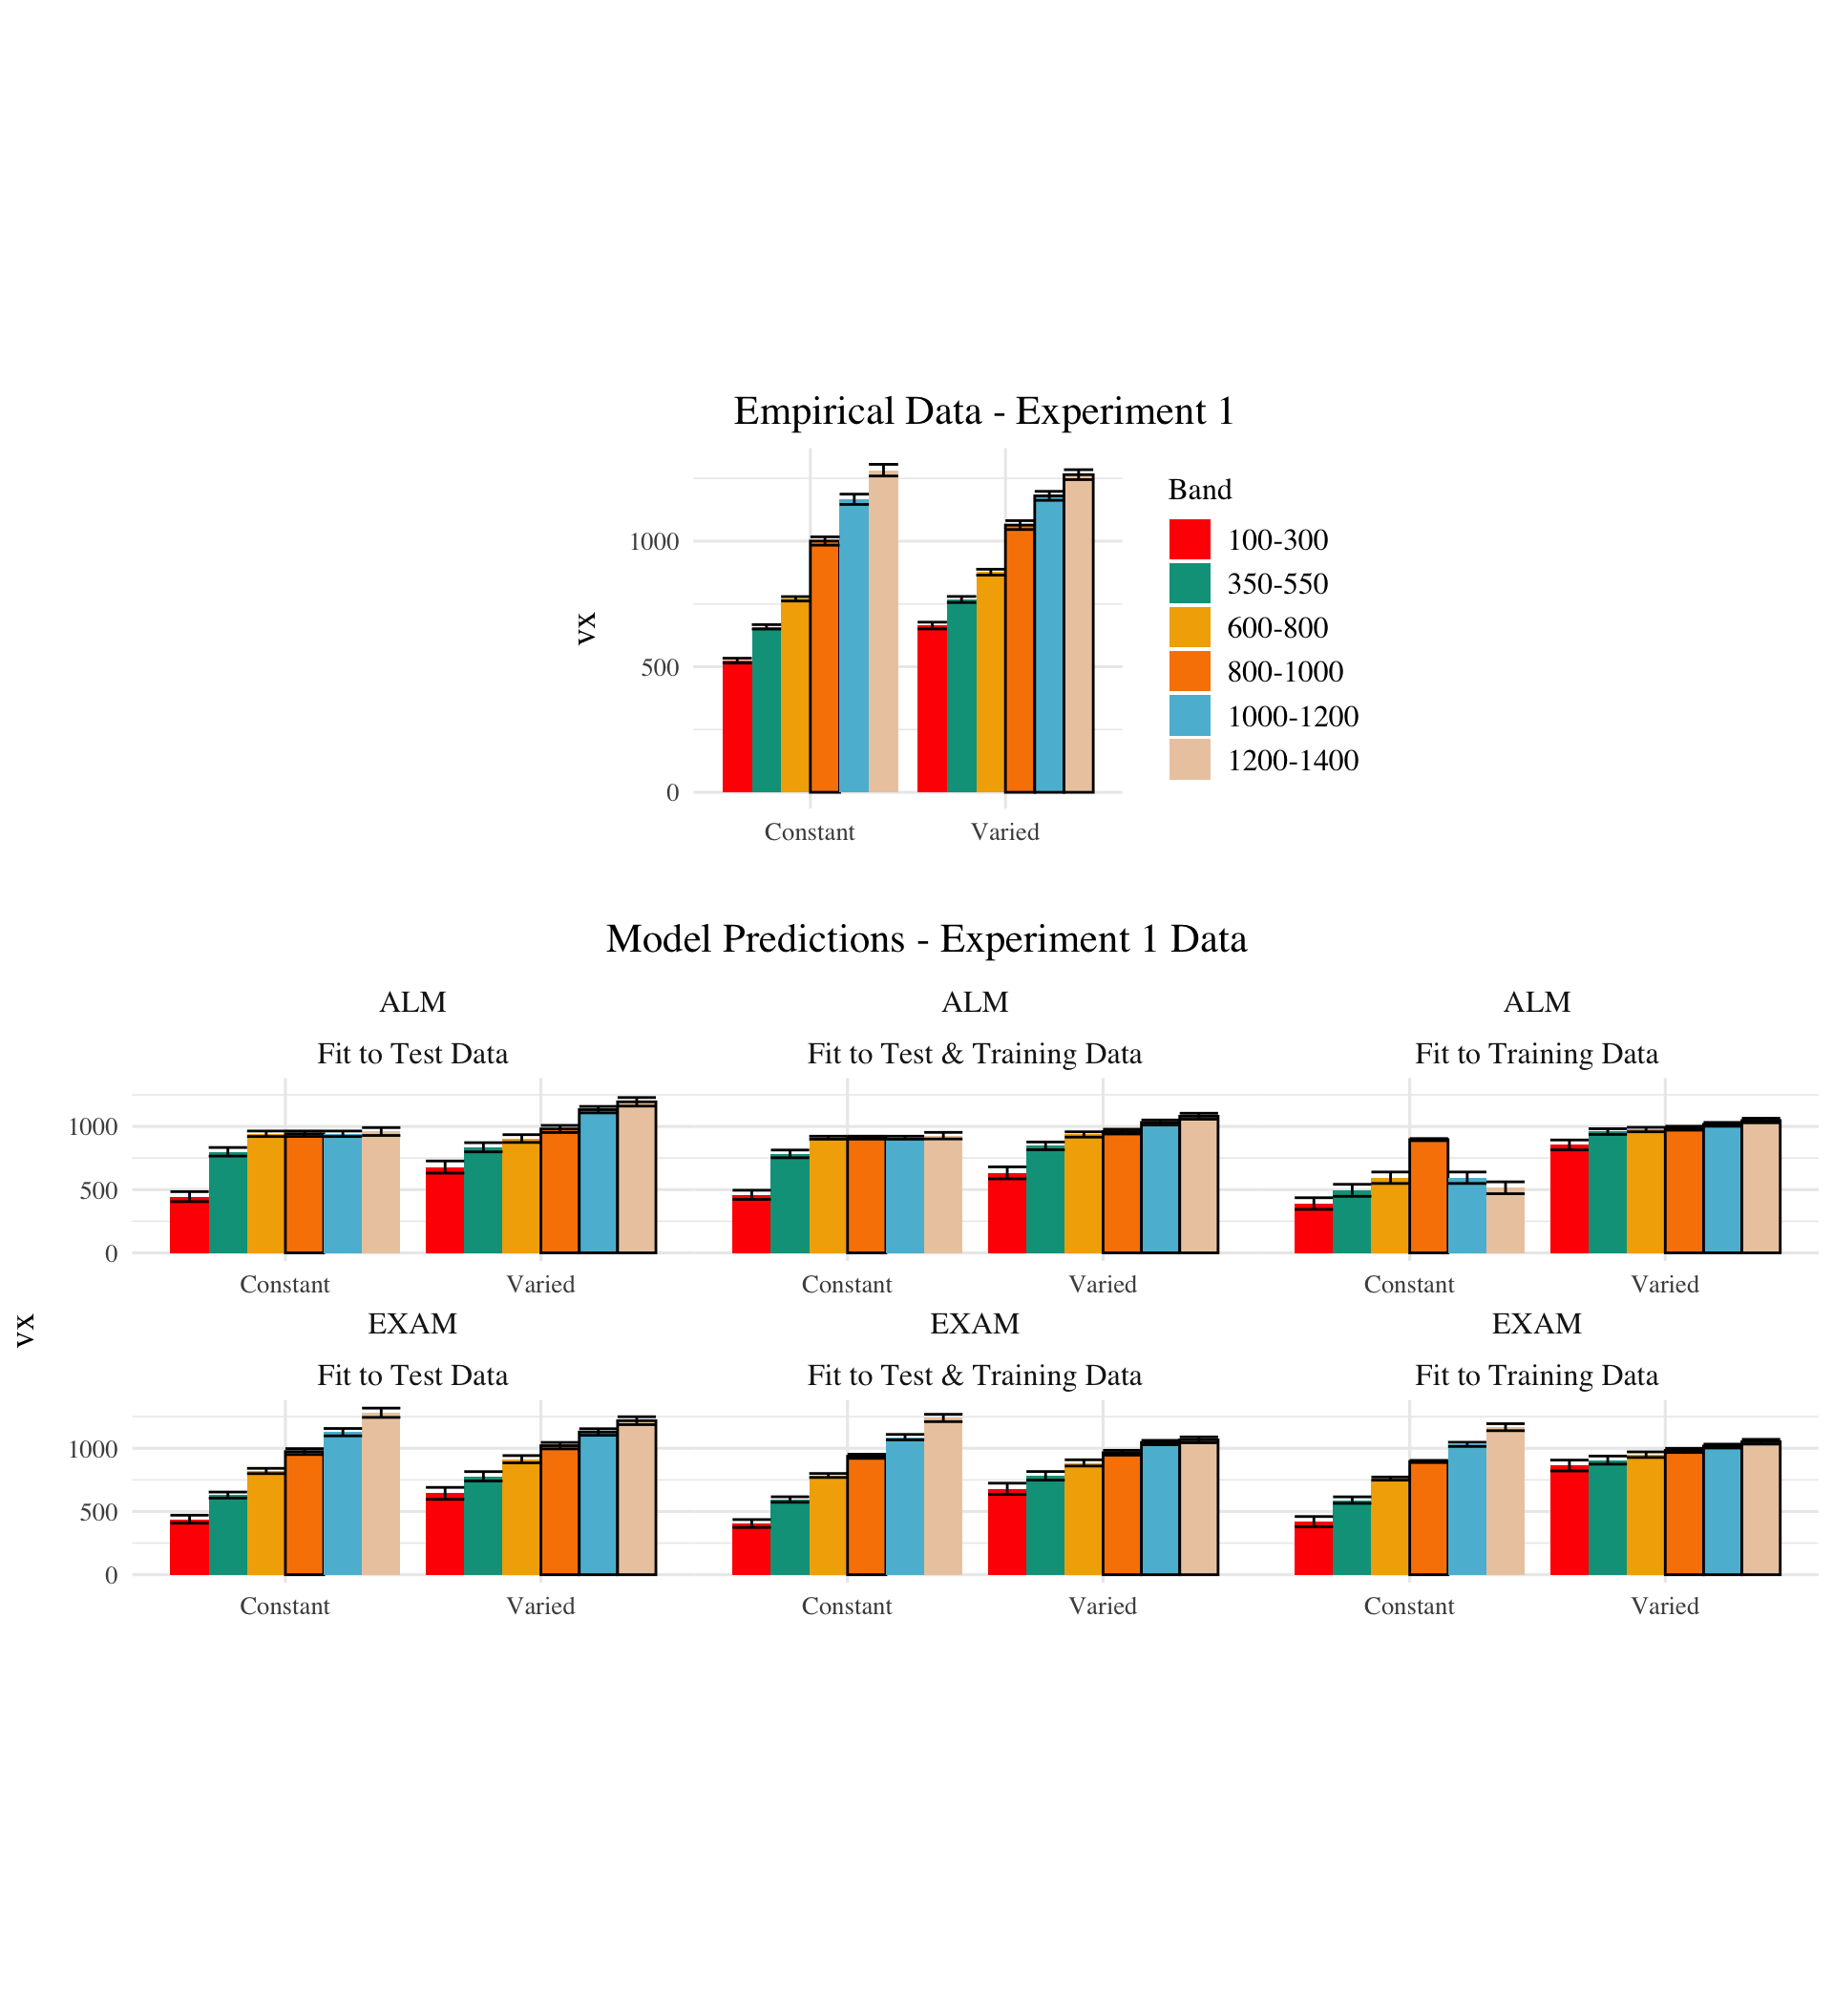 Empirical Data - Experiment 1
vx
1000
500
0
Constant
Varied
Band
100-300
350-550
600-800
800-1000
1000-1200
1200-1400
Model Predictions - Experiment 1 Data
vx
ALM
Fit to Test Data
1000
500
0
Constant
Varied
ALM
Fit to Test & Training Data
Constant
Varied
ALM
Fit to Training Data
Constant
Varied
EXAM
Fit to Test Data
1000
500
0
Constant
Varied
EXAM
Fit to Test & Training Data
Constant
Varied
EXAM
Fit to Training Data
Constant
Varied